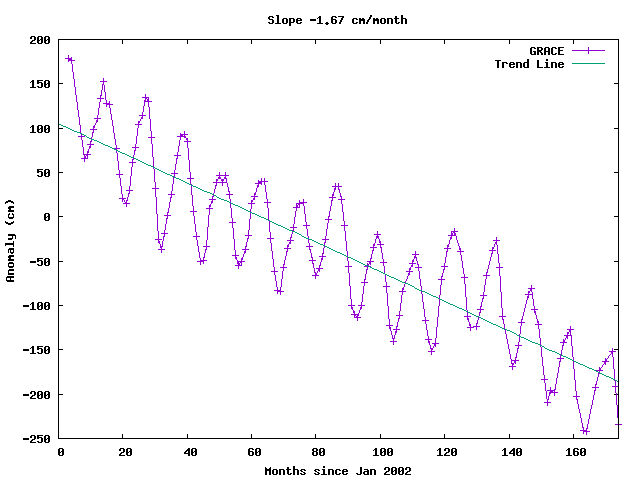 Slope -1.67 cm/month
200
150
100
50
0
-50
-100
-150
-200
-250
GRACE
Trend Line
Anomaly (cm)
0 20 40 60 80 100 120 140 160
Months since Jan 2002